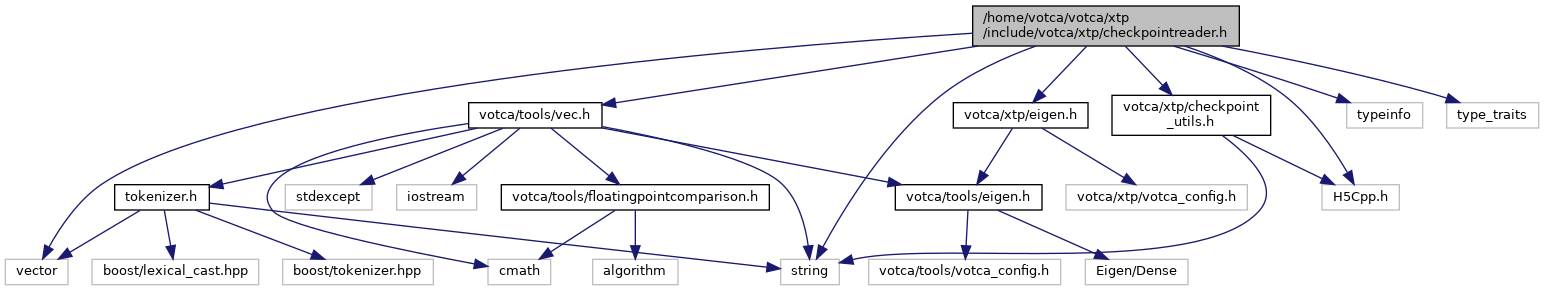 /home/votca/votca/xtp
/include/votca/xtp/checkpointreader.h
votca/tools/vec.h
votca/xtp/eigen.h
votca/xtp/checkpoint
_utils.h
typeinfo
type_traits
tokenizer.h
stdexcept
iostream
votca/tools/floatingpointcomparison.h
votca/tools/eigen.h
votca/xtp/votca_config.h
H5Cpp.h
vector
boost/lexical_cast.hpp
boost/tokenizer.hpp
cmath
algorithm
string
votca/tools/votca_config.h
Eigen/Dense